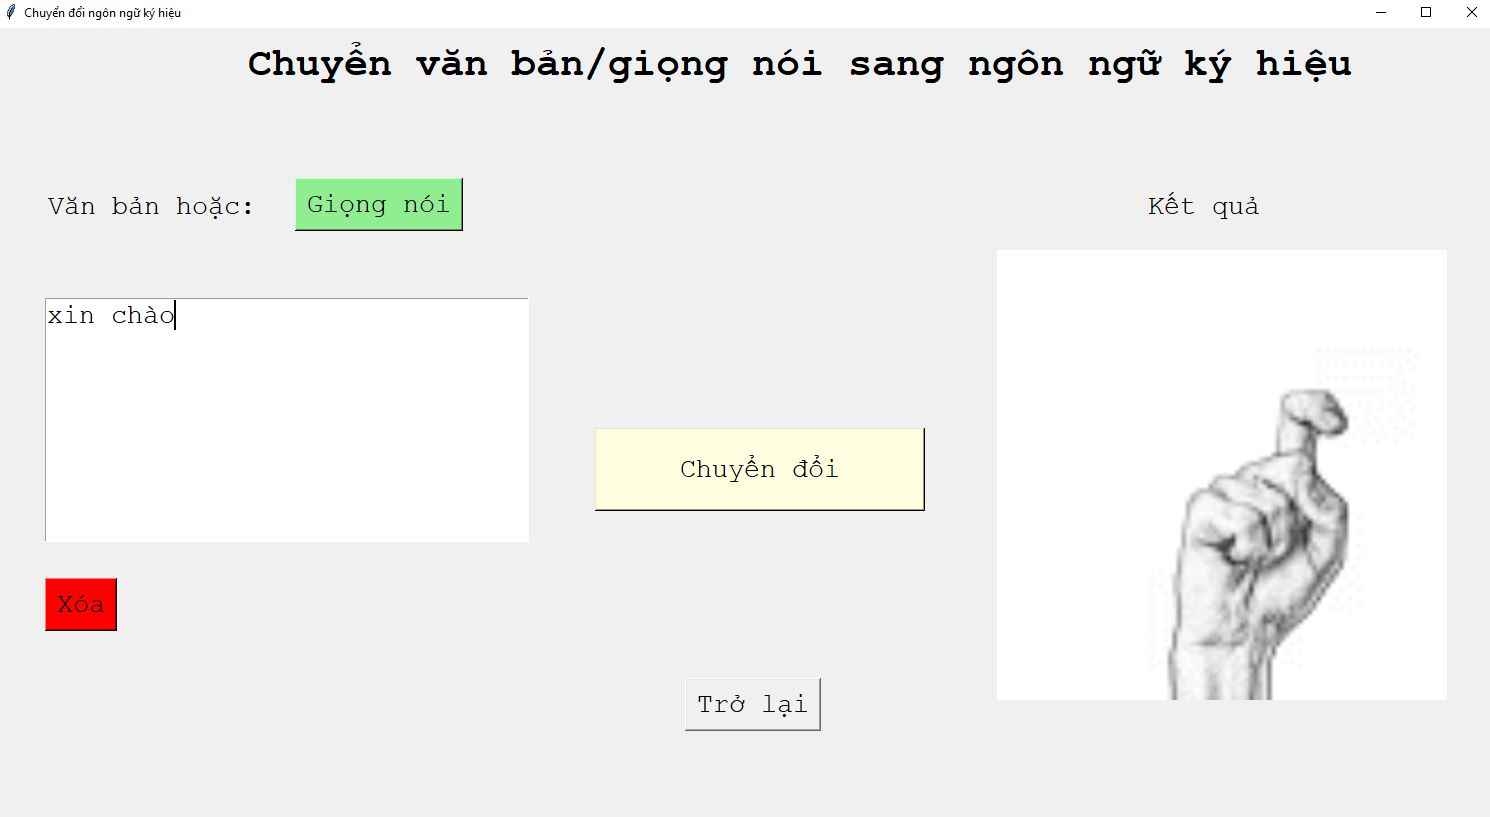 Chuyển đổi ngôn ngữ ký hiệu
Chuyển văn bản/giọng nói sang ngôn ngữ ký hiệu
Văn bản hoặc:
Giọng nói
Kết quả
xin chào
Chuyển đổi
Xóa
Trở lại